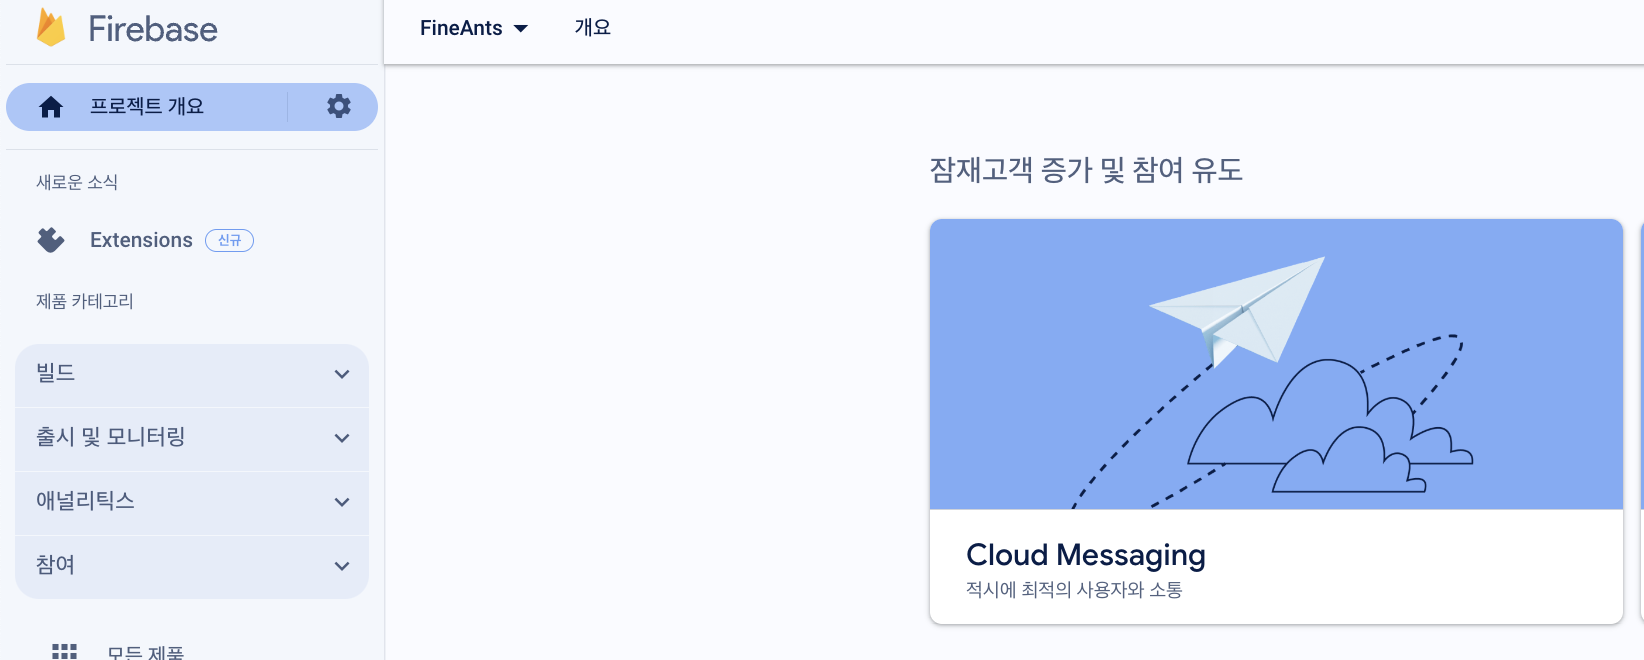 Firebase
FineAnts
개요
프로젝트 개요
새로운 소식
Extensions 신규
제품 카테고리
빌드
출시 및 모니터링
애널리틱스
참여
모든 제품
잠재고객 증가 및 참여 유도
Cloud Messaging
적시에 최적의 사용자와 소통